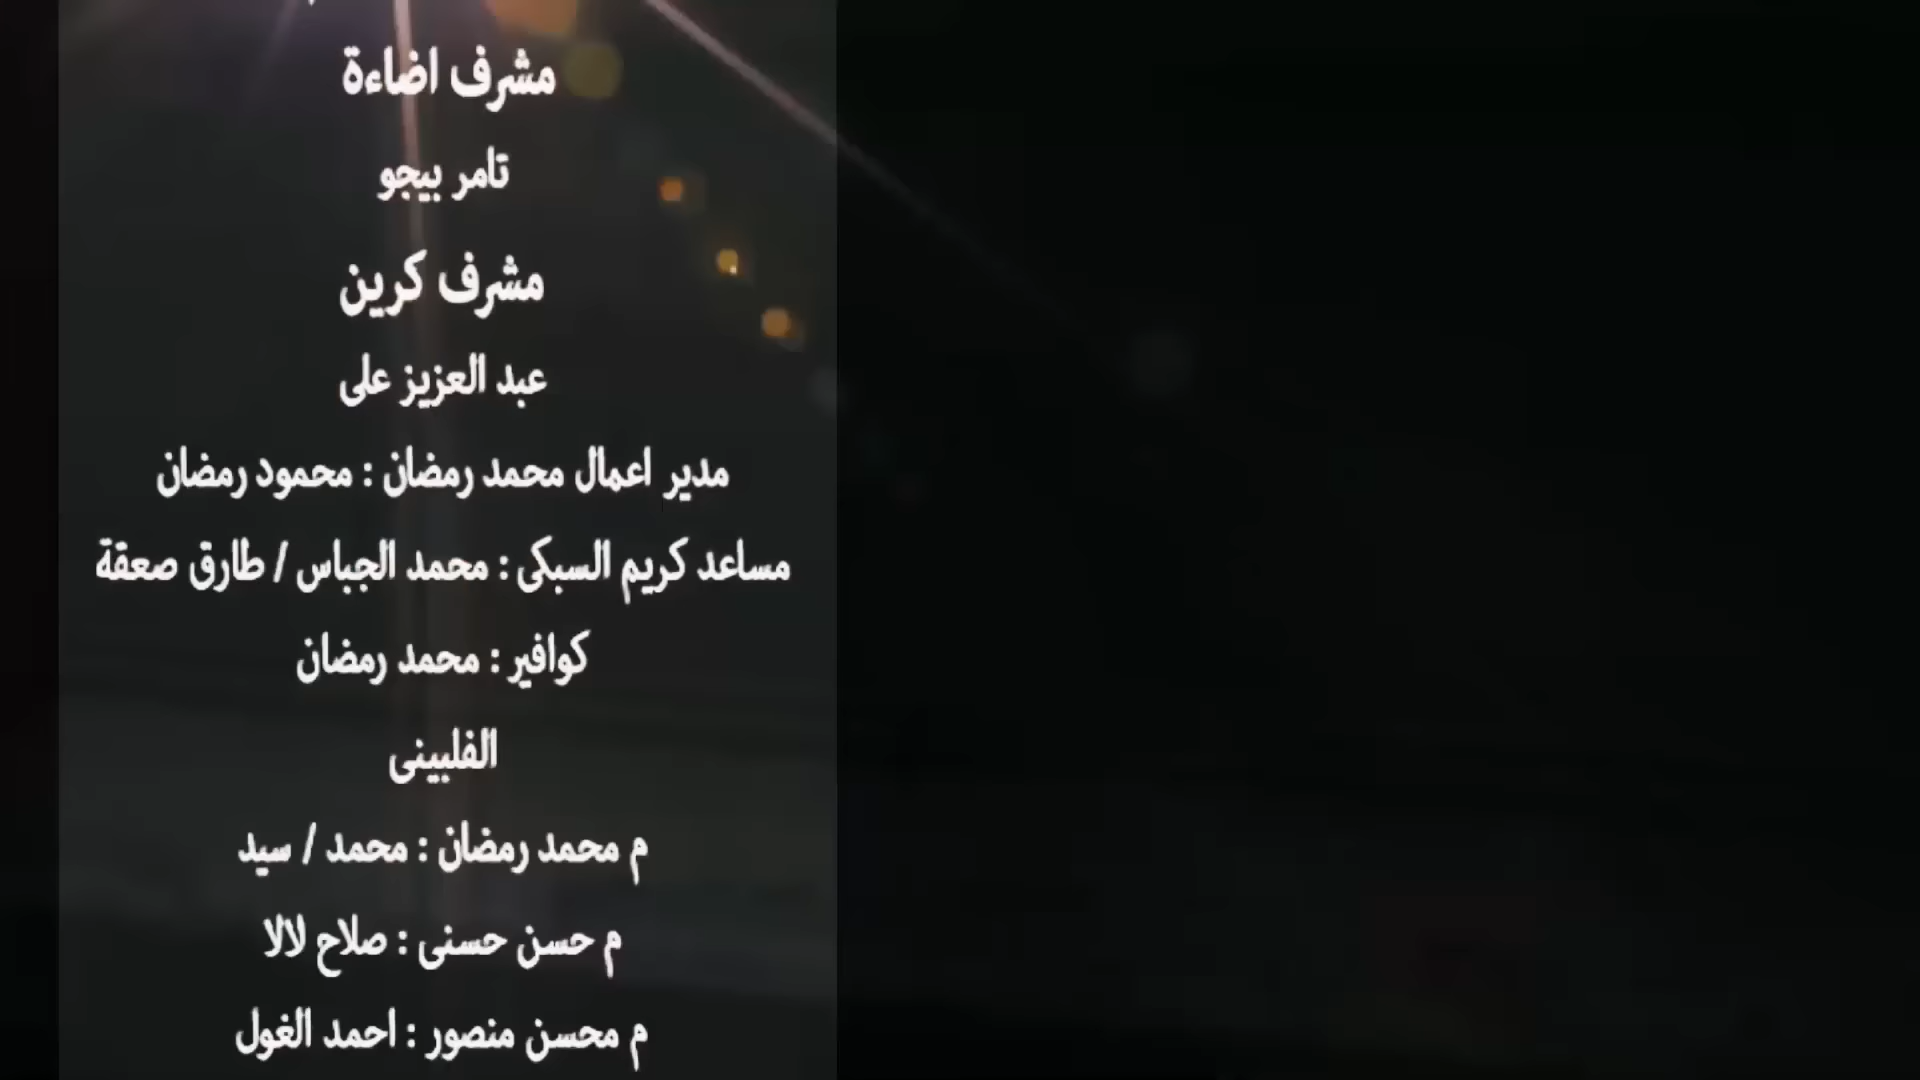 مشرف اضاءة
تامر بيجو
مشرف كرين
عبد العزيز على
مدير اعمال محمد رمضان : محمود رمضان
مساعد كريم السبكى : محمد الجباس / طارق صعقة
كوافير : محمد رمضان
الفلبينى
م محمد رمضان : محمد / سيد
م حسن حسنى : صلاح لالا
م محسن منصور : احمد الغول